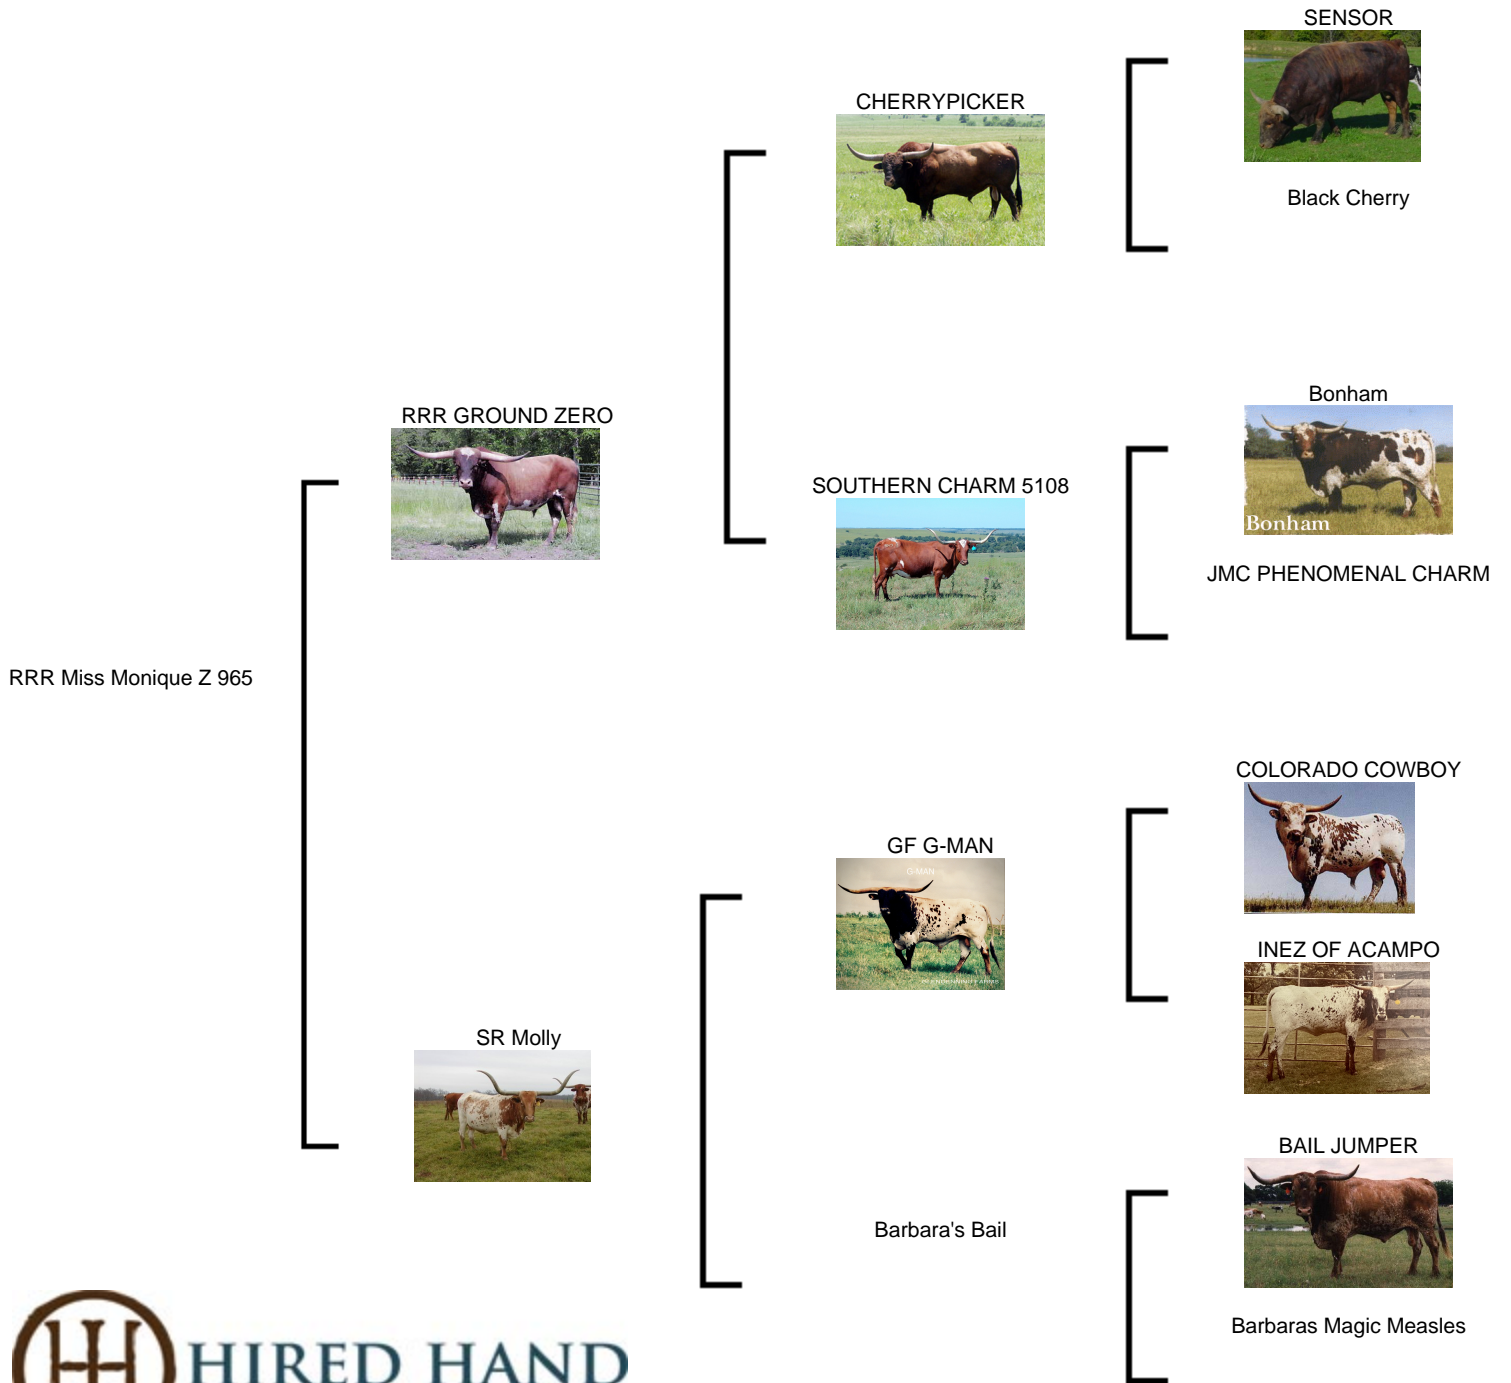 SENSOR
CHERRYPICKER
Black Cherry
Bonham
RRR GROUND ZERO
SOUTHERN CHARM 5108
Bonham
JMC PHENOMENAL CHARM
RRR Miss Monique Z 965
COLORADO COWBOY
GF G-MAN
G-MAN
INEZ OF ACAMPO
SR Molly
BAIL JUMPER
Barbara's Bail
Barbaras Magic Measles
HIRED HAND